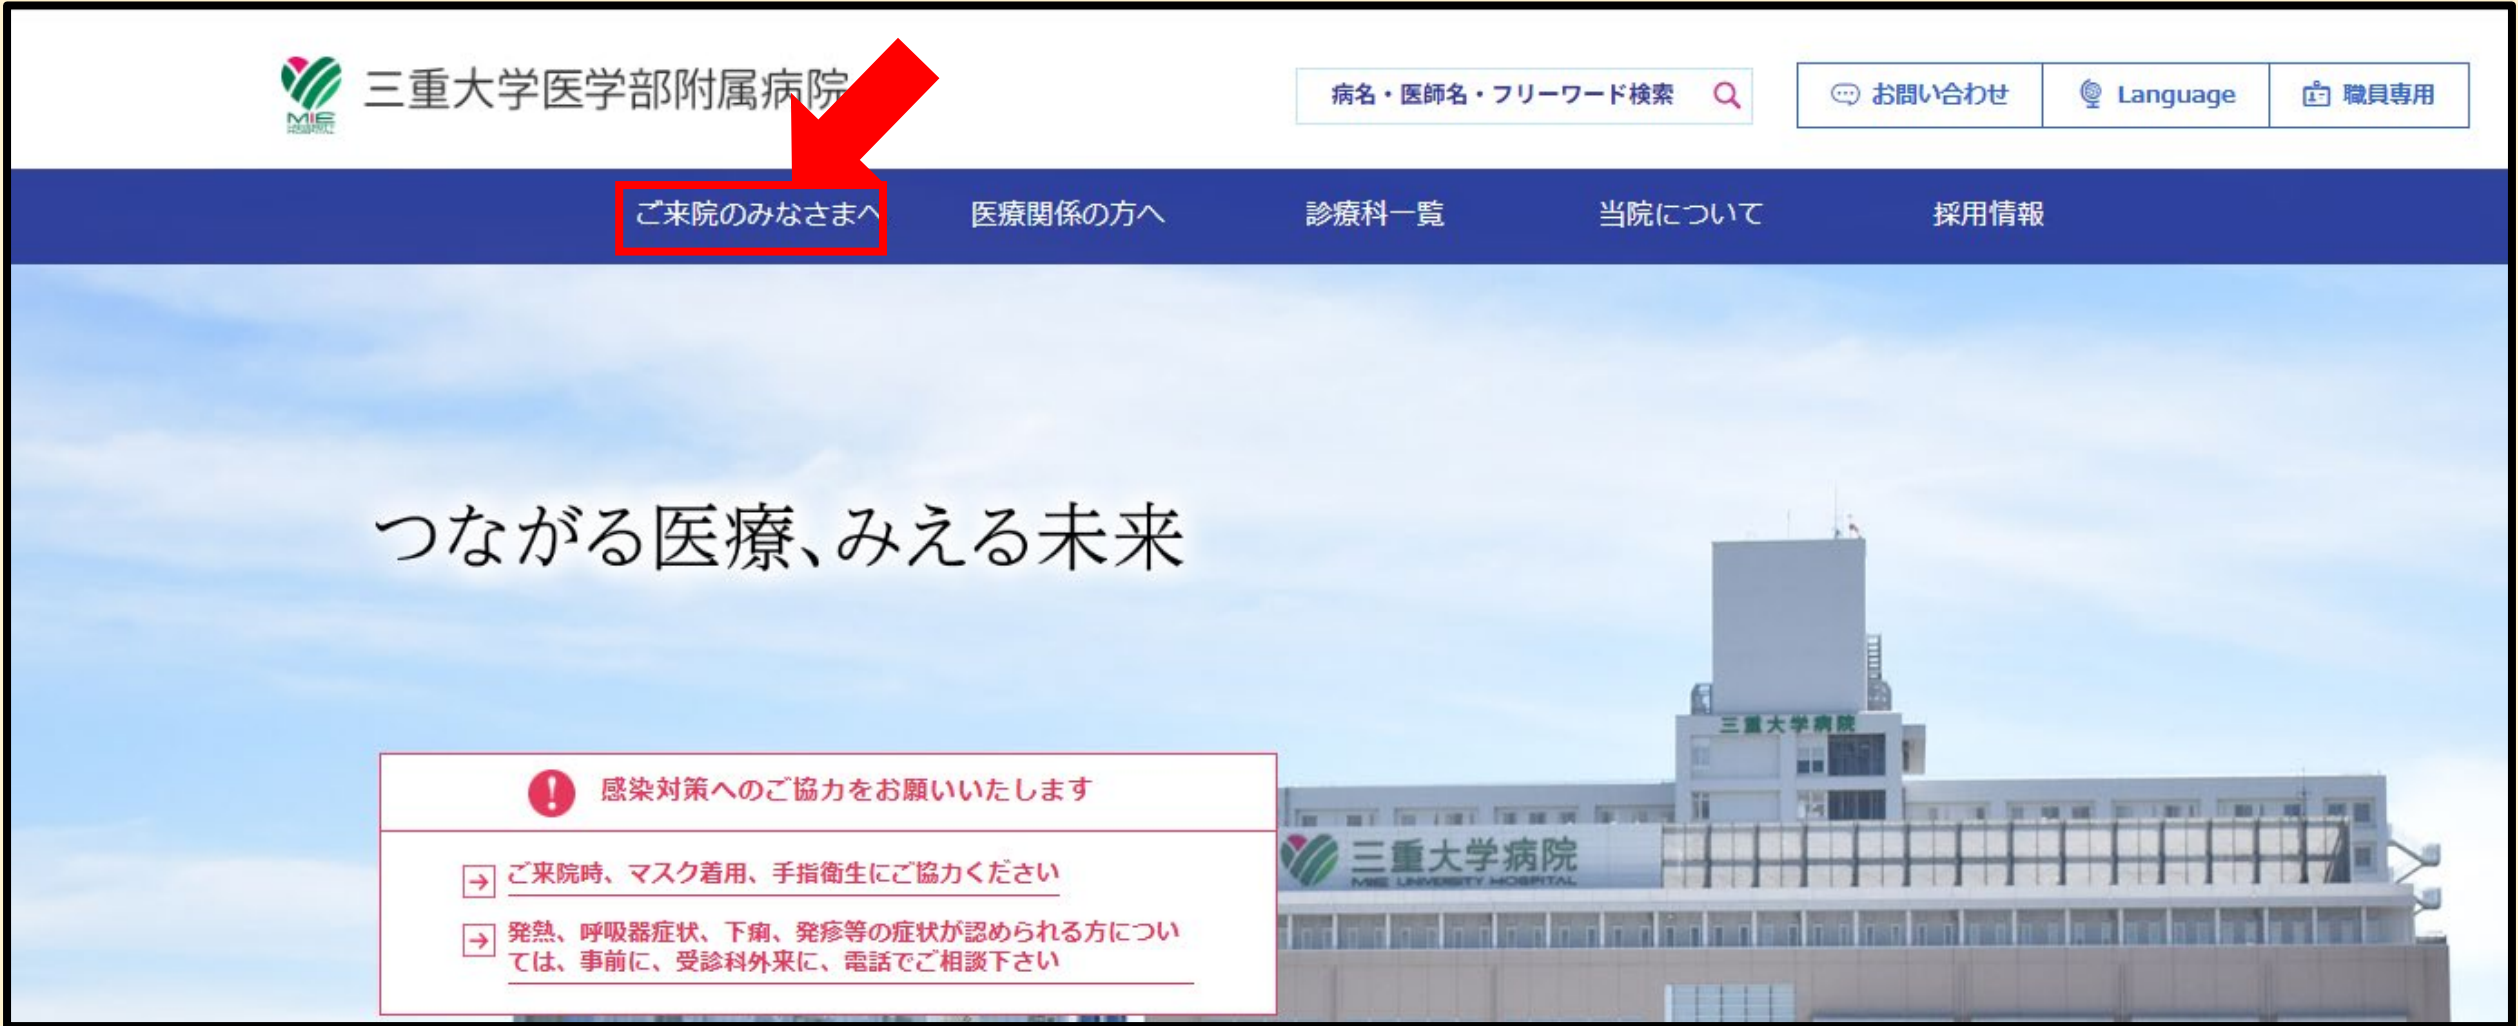 三重大学医学部附属病院
MIE
病名・医師名・フリーワード検索
お問い合わせ
Language
職員専用
ご来院のみなさまへ
医療関係の方へ
診療科一覧
当院について
採用情報
つながる医療、みえる未来
三重大学病院
感染対策へのご協力をお願いいたします
三重大学病院
MIE UNIVERSITY HOSPITAL
ご来院時、マスク着用、手指衛生にご協力ください
発熱、呼吸器症状、下痢、発疹等の症状が認められる方につい
ては、事前に、受診科外来に、電話でご相談下さい